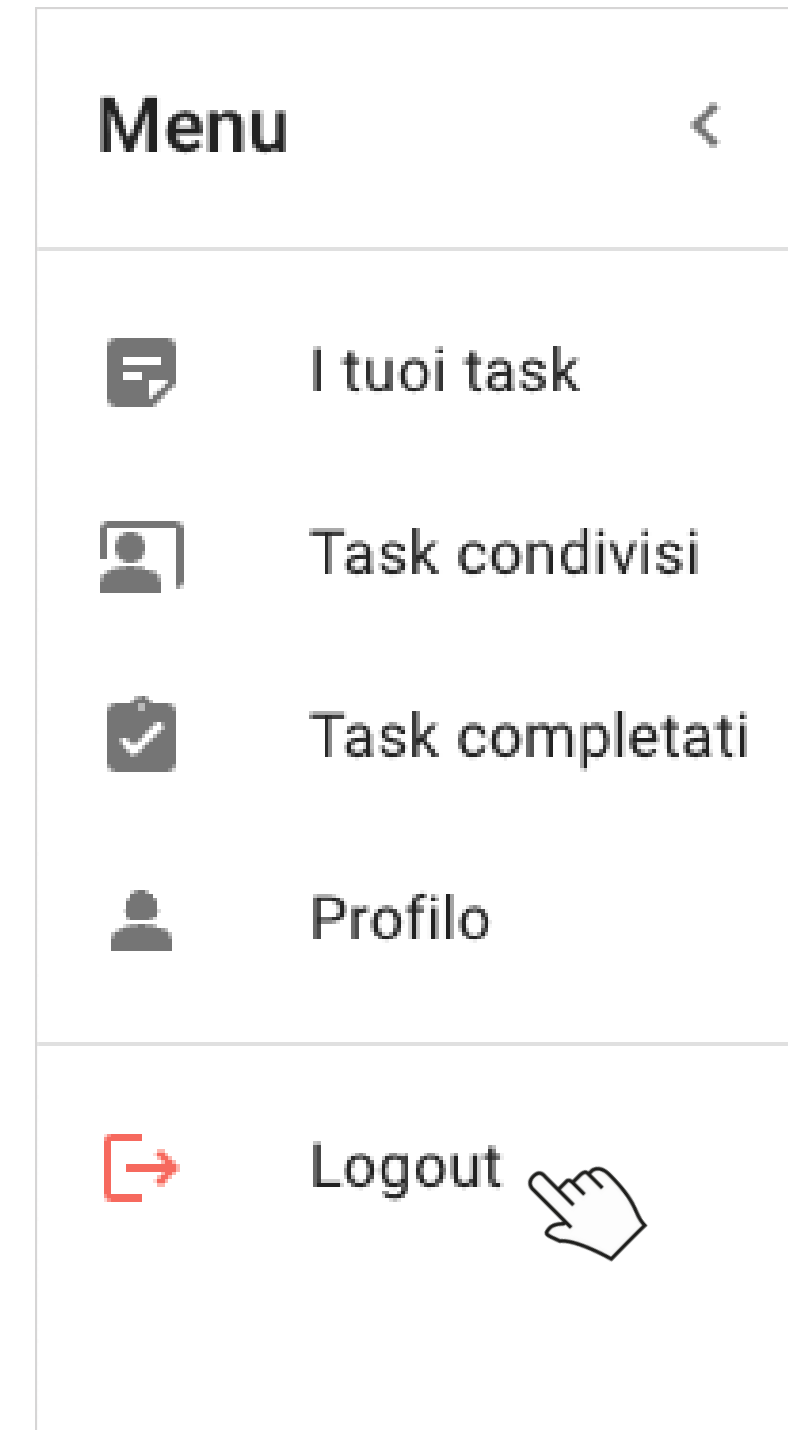 Menu
I tuoi task
Task condivisi
Task completati
Profilo
Logout